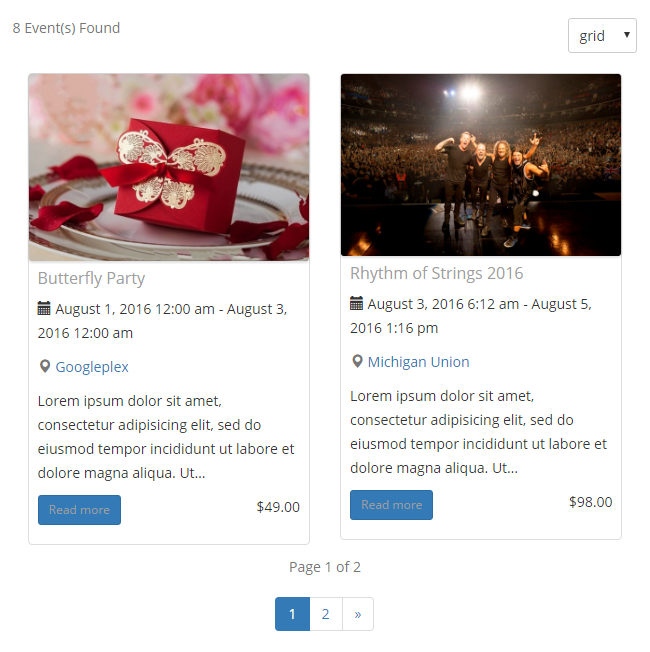 8 Event(s) Found
grid
Butterfly Party
August 1, 2016 12:00 am - August 3,
2016 12:00 am
Googleplex
Lorem ipsum dolor sit amet,
consectetur adipisicing elit, sed do
eiusmod tempor incididunt ut labore et
dolore magna aliqua. Ut...
Read more
$49.00
Rhythm of Strings 2016
August 3, 2016 6:12 am - August 5,
2016 1:16 pm
Michigan Union
Lorem ipsum dolor sit amet,
consectetur adipisicing elit, sed do
eiusmod tempor incididunt ut labore et
dolore magna aliqua. Ut...
Read more
$98.00
Page 1 of 2
1 2 »